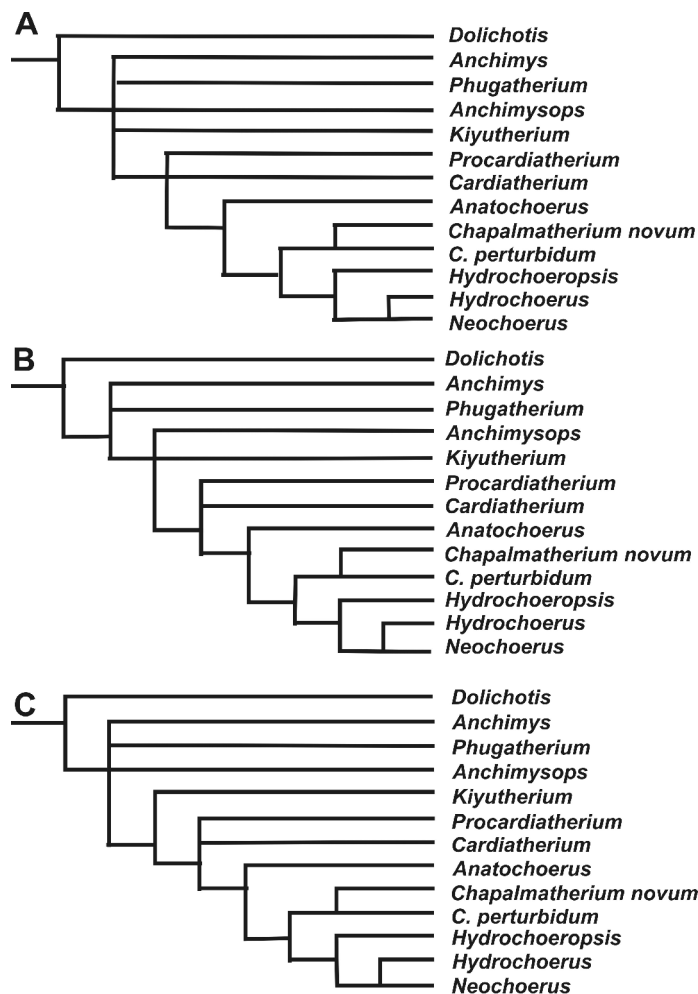 A
Dolichotis
Anchimys
Phugatherium
Anchimysops
Kiyutherium
Procardiatherium
Cardiatherium
Anatochoerus
Chapalmatherium novum
C. perturbidum
Hydrochoeropsis
Hydrochoerus
Neochoerus
B
Dolichotis
Anchimys
Phugatherium
Anchimysops
Kiyutherium
Procardiatherium
Cardiatherium
Anatochoerus
Chapalmatherium novum
C. perturbidum
Hydrochoeropsis
Hydrochoerus
Neochoerus
C
Dolichotis
Anchimys
Phugatherium
Anchimysops
Kiyutherium
Procardiatherium
Cardiatherium
Anatochoerus
Chapalmatherium novum
C. perturbidum
Hydrochoeropsis
Hydrochoerus
Neochoerus